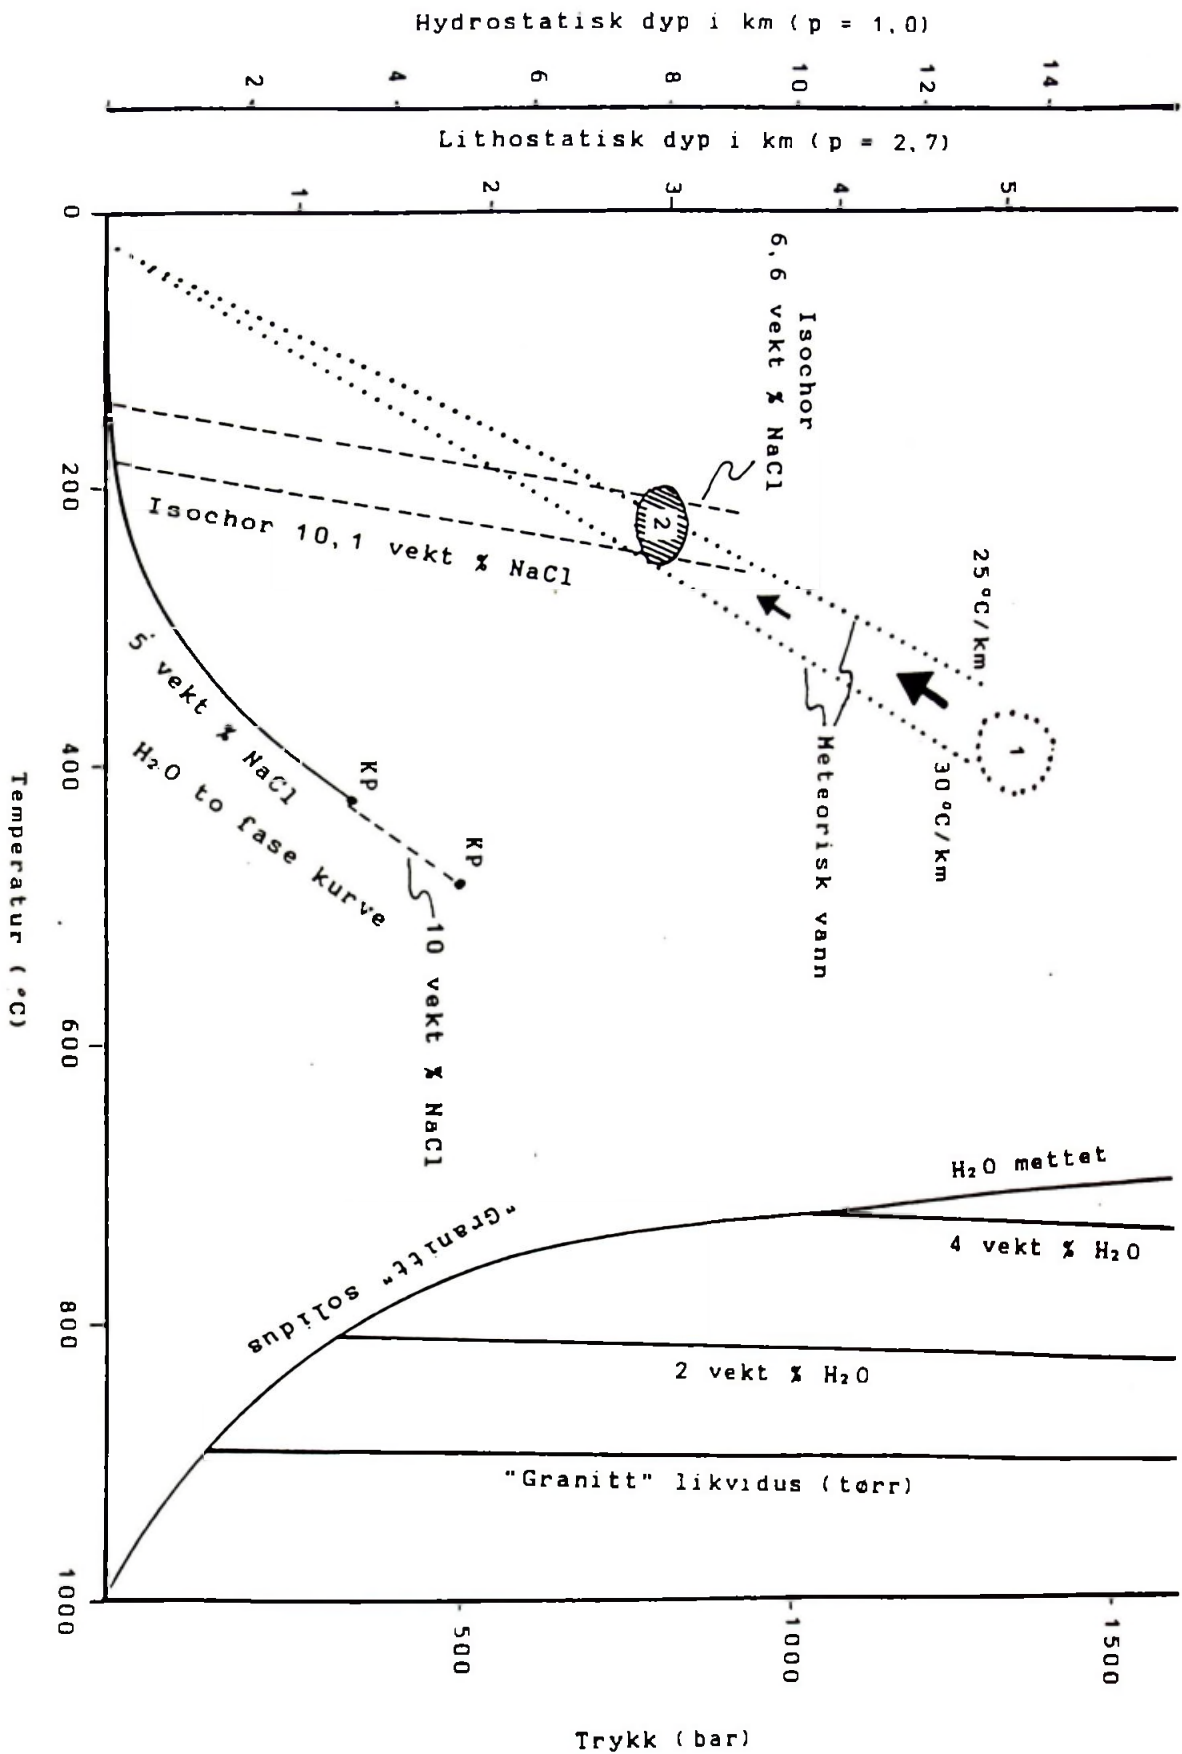 Hydrostatisk dyp i km (p = 1,0)
2 4 6 8 10 12 14
Lithostatisk dyp i km (p = 2,7)
1 2 3 4 5
0 200 400 600 800 1000
Temperatur (°C)
Isochor
6,6 vekt % NaCl
2
Isochor 10,1 vekt % NaCl
25°C/km
30°C/km
1
Meteorisk vann
5 vekt % NaCl
H₂O to fase kurve
KP
KP
10 vekt % NaCl
"Granitt" solidus
H₂O mettet
4 vekt % H₂O
2 vekt % H₂O
"Granitt" likvidus (tørr)
500 1000 1500
Trykk (bar)